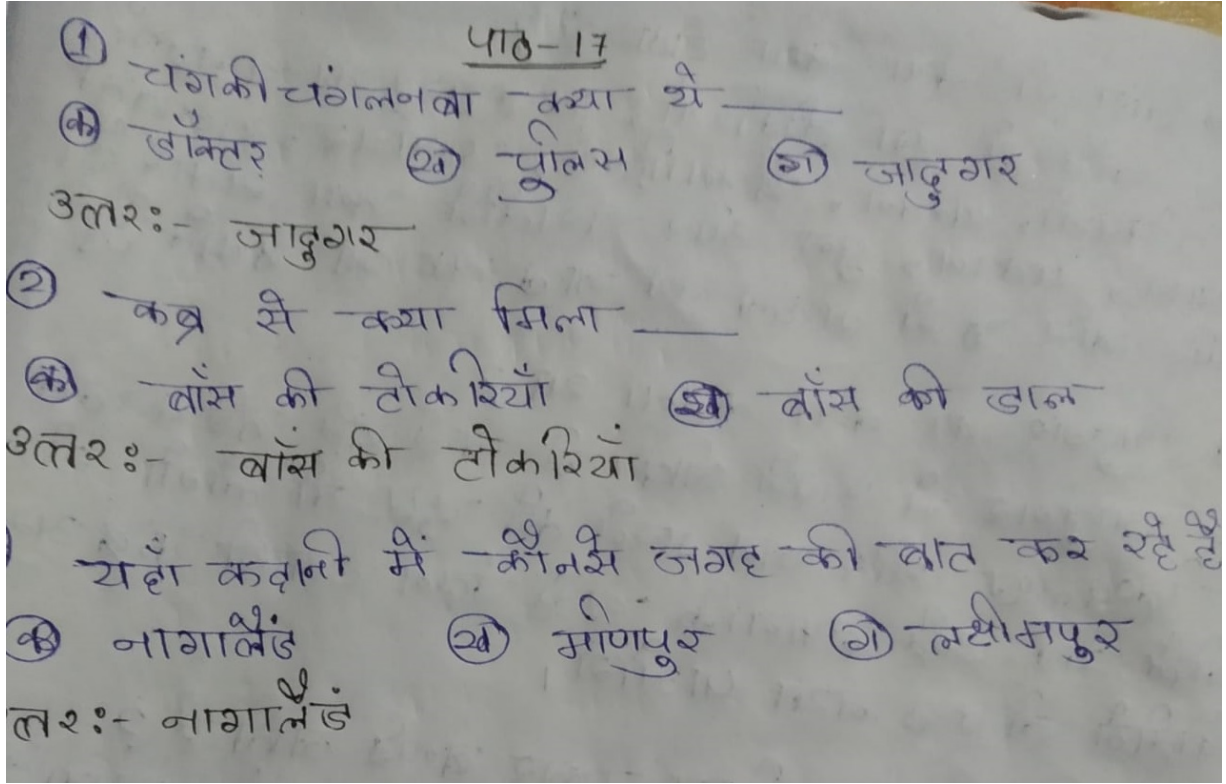 पाठ-17
① चंगकी चंगलनबा क्या थे ____
क डॉक्टर ख पुलिस ग जादुगर
उत्तर:- जादुगर
② कब्र से क्या मिला ____
क बाँस की टोकरियाँ ख बाँस की डाल
उत्तर:- बाँस की टोकरियाँ
यहाँ कहानी में कौनसे जगह की बात कर रहे है
क नागालैंड ख मणिपुर ग लक्षीमपुर
त्तर:- नागालैंड